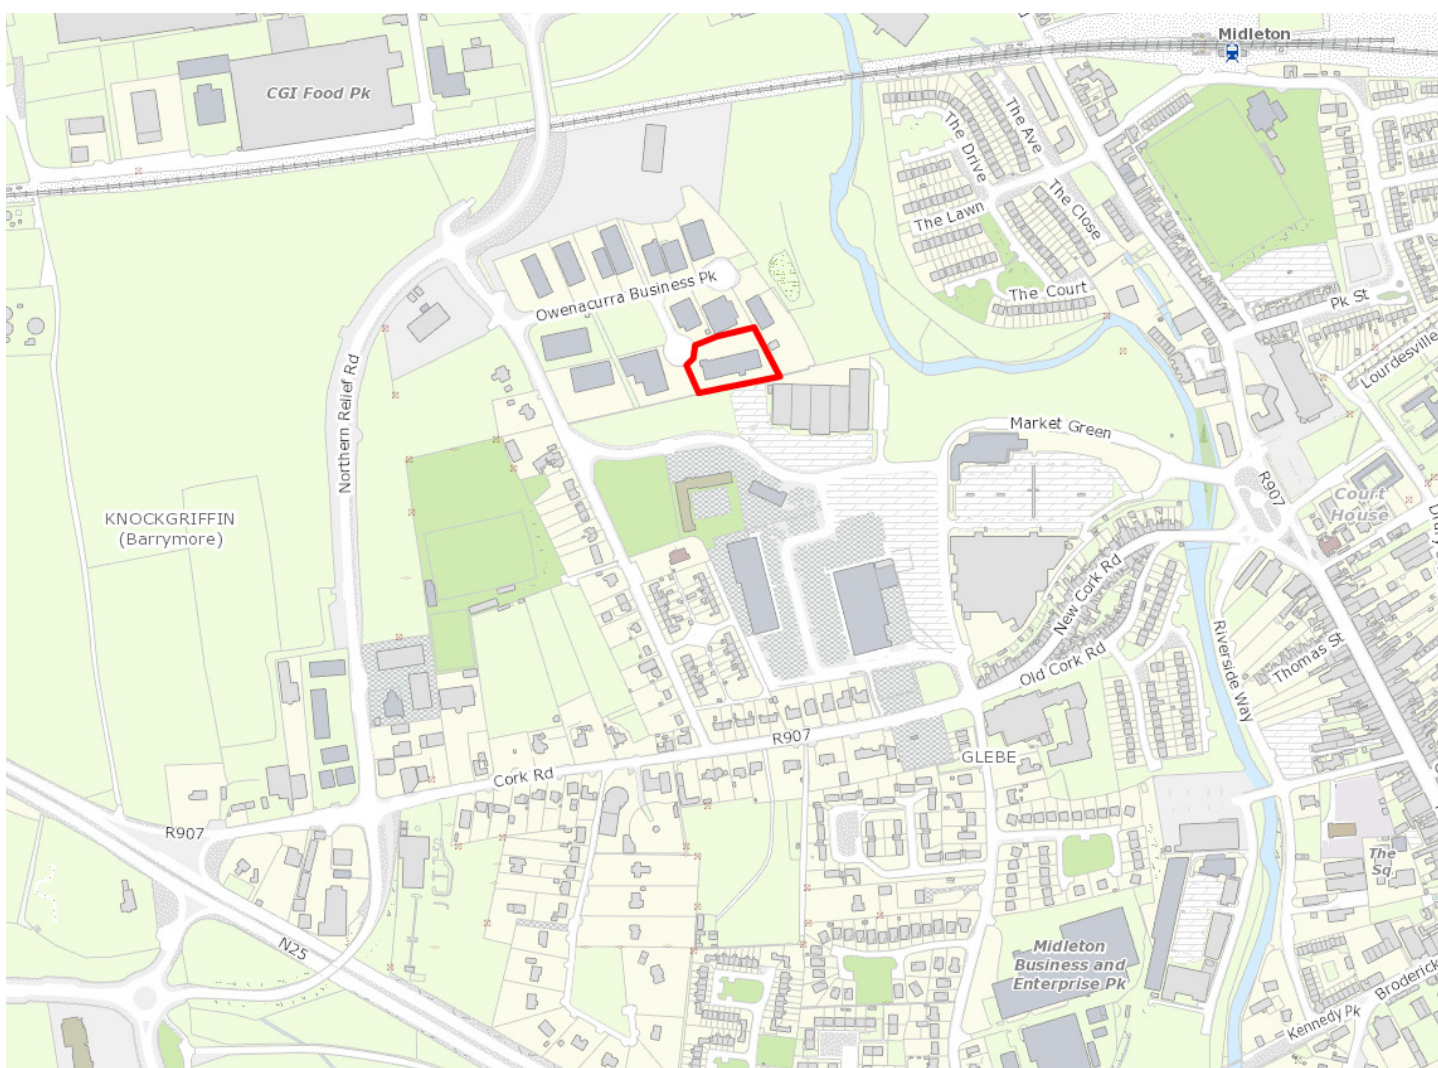 Midleton
CGI Food Pk
The Ave
The Drive
The Close
The Lawn
The Court
Owenacurra Business Pk
Pk St
Lourdesville
Northern Relief Rd
Market Green
R907
Court
House
KNOCKGRIFFIN
(Barrymore)
New Cork Rd
Old Cork Rd
Riverside Way
Thomas St
R907
GLEBE
Cork Rd
R907
The
Sq
N25
Midleton
Business and
Enterprise Pk
Broderick
Kennedy Pk